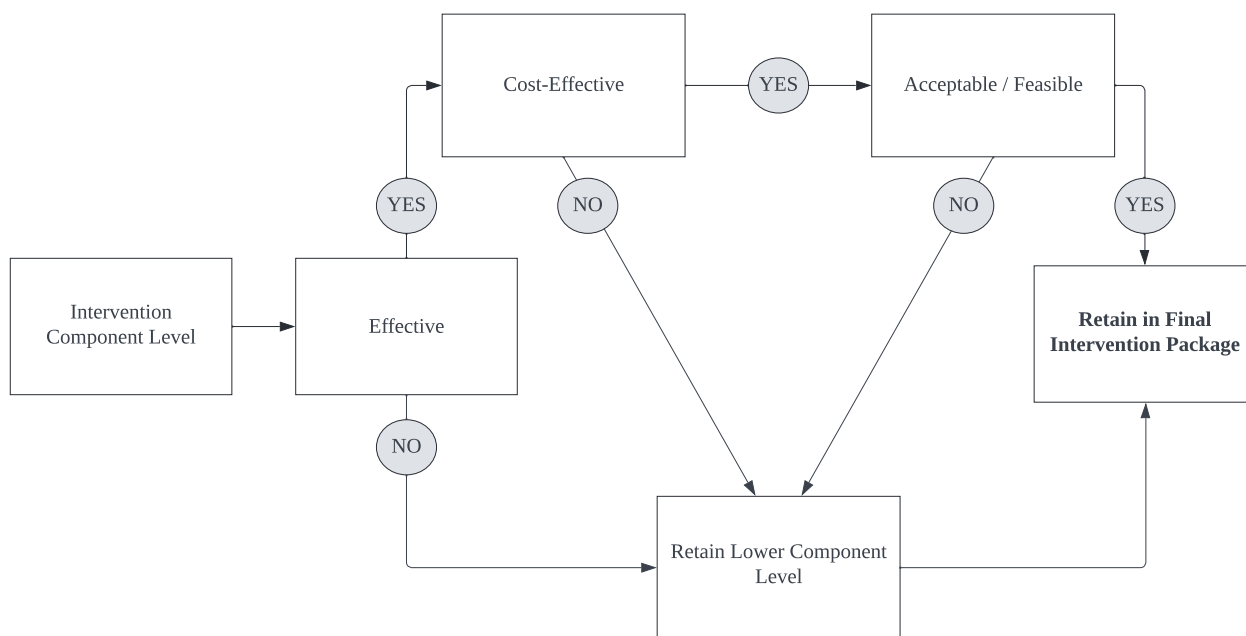 Cost-Effective
YES
Acceptable / Feasible
YES
NO
NO
YES
Intervention
Component Level
Effective
Retain in Final
Intervention Package
NO
Retain Lower Component
Level